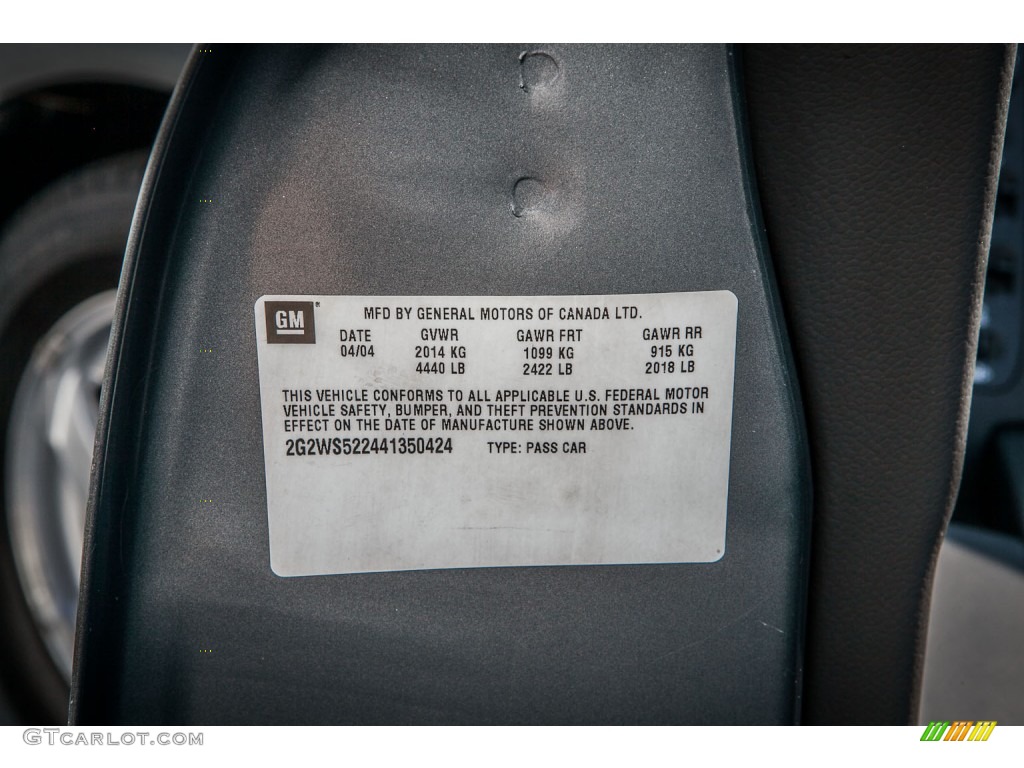 GM
MFD BY GENERAL MOTORS OF CANADA LTD.
DATE GVWR GAWR FRT GAWR RR
04/04 2014 KG 1099 KG 915 KG
4440 LB 2422 LB 2018 LB
THIS VEHICLE CONFORMS TO ALL APPLICABLE U.S. FEDERAL MOTOR
VEHICLE SAFETY, BUMPER, AND THEFT PREVENTION STANDARDS IN
EFFECT ON THE DATE OF MANUFACTURE SHOWN ABOVE.
2G2WS522441350424 TYPE: PASS CAR
GTCARLOT.COM